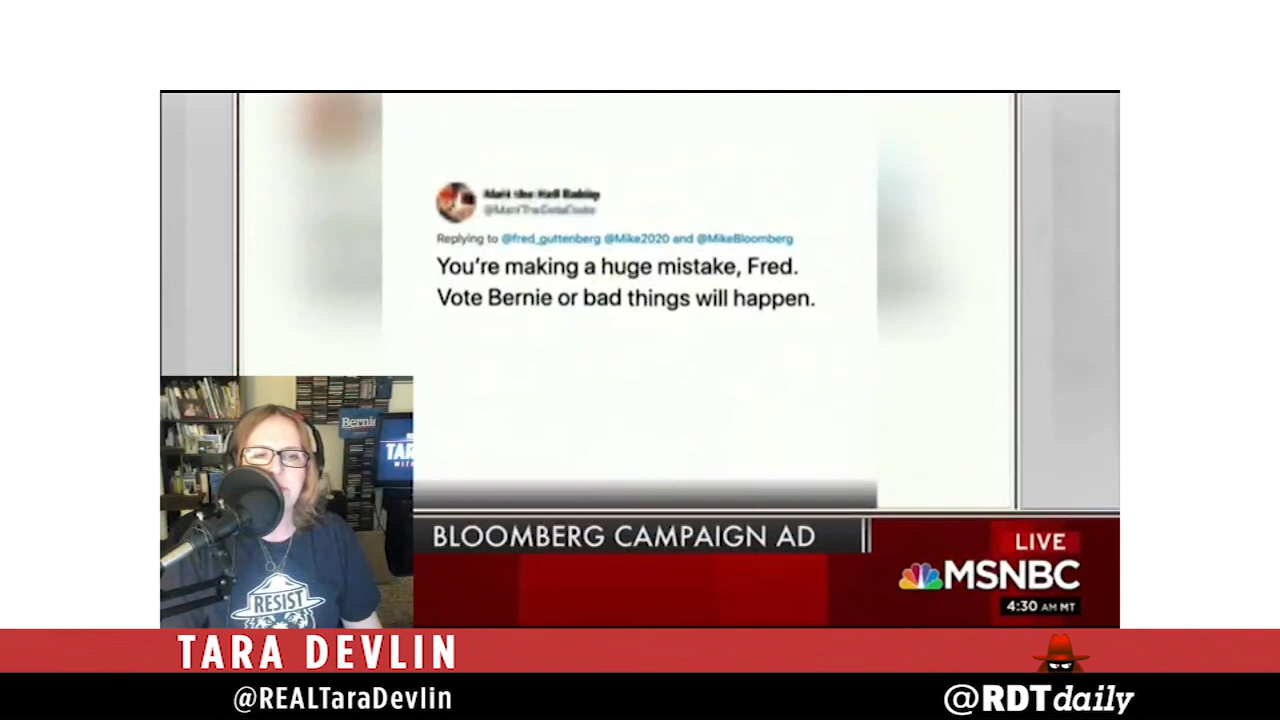 Replying to @fred_guttenberg @Mike2020 and @MikeBloomberg
You're making a huge mistake, Fred.
Vote Bernie or bad things will happen.
Bernie
TAR
RESIST
BLOOMBERG CAMPAIGN AD
LIVE
MSNBC
4:30 AM MT
TARA DEVLIN
@REALTaraDevlin
@RDTdaily